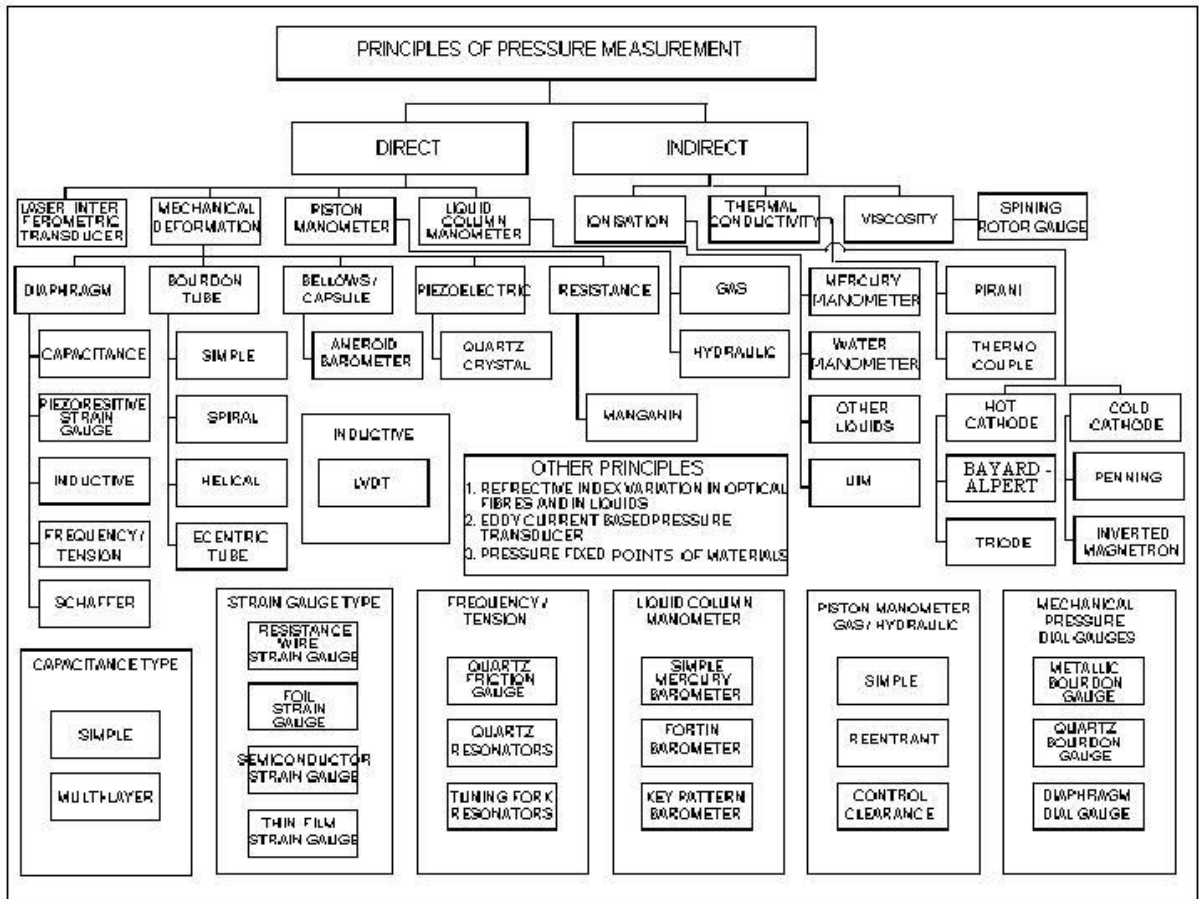 PRINCIPLES OF PRESSURE MEASUREMENT
DIRECT
INDIRECT
LASER INTER
FEROMETRIC
TRANSDUCER
MECHANICAL
DEFORMATION
PISTON
MANOMETER
LIQUID
COLUMN
MANOMETER
IONISATION
THERMAL
CONDUCTIVITY
VISCOSITY
SPINING
ROTOR GAUGE
DIAPHRAGM
BOURDON
TUBE
BELLOWS/
CAPSULE
PIEZOELECTRIC
RESISTANCE
GAS
MERCURY
MANOMETER
PIRANI
CAPACITANCE
SIMPLE
ANEROID
BAROMETER
QUARTZ
CRYSTAL
HYDRAULIC
WATER
MANOMETER
THERMO
COUPLE
PIEZORESITIVE
STRAIN
GAUGE
SPIRAL
INDUCTIVE
LVDT
MANGANIN
OTHER
LIQUIDS
HOT
CATHODE
COLD
CATHODE
INDUCTIVE
HELICAL
OTHER PRINCIPLES
1. REFRECTIVE INDEX VARIATION IN OPTICAL
FIBRES AND IN LIQUIDS
2. EDDY CURRENT BASED PRESSURE
TRANSDUCER
3. PRESSURE FIXED POINTS OF MATERIALS
UIM
BAYARD -
ALPERT
PENNING
FREQUENCY/
TENSION
ECENTRIC
TUBE
TRIODE
INVERTED
MAGNETRON
SCHAFFER
CAPACITANCE TYPE
SIMPLE
MULTILAYER
STRAIN GAUGE TYPE
RESISTANCE
WIRE
STRAIN GAUGE
FOIL
STRAIN
GAUGE
SEMICONDUCTOR
STRAIN GAUGE
THIN FILM
STRAIN GAUGE
FREQUENCY/
TENSION
QUARTZ
FRICTION
GAUGE
QUARTZ
RESONATORS
TUNING FORK
RESONATORS
LIQUID COLUMN
MANOMETER
SIMPLE
MERCURY
BAROMETER
FORTIN
BAROMETER
KEY PATTERN
BAROMETER
PISTON MANOMETER
GAS/ HYDRAULIC
SIMPLE
REENTRANT
CONTROL
CLEARANCE
MECHANICAL
PRESSURE
DIAL GAUGES
METALLIC
BOURDON
GAUGE
QUARTZ
BOURDON
GAUGE
DIAPHRAGM
DIAL GAUGE